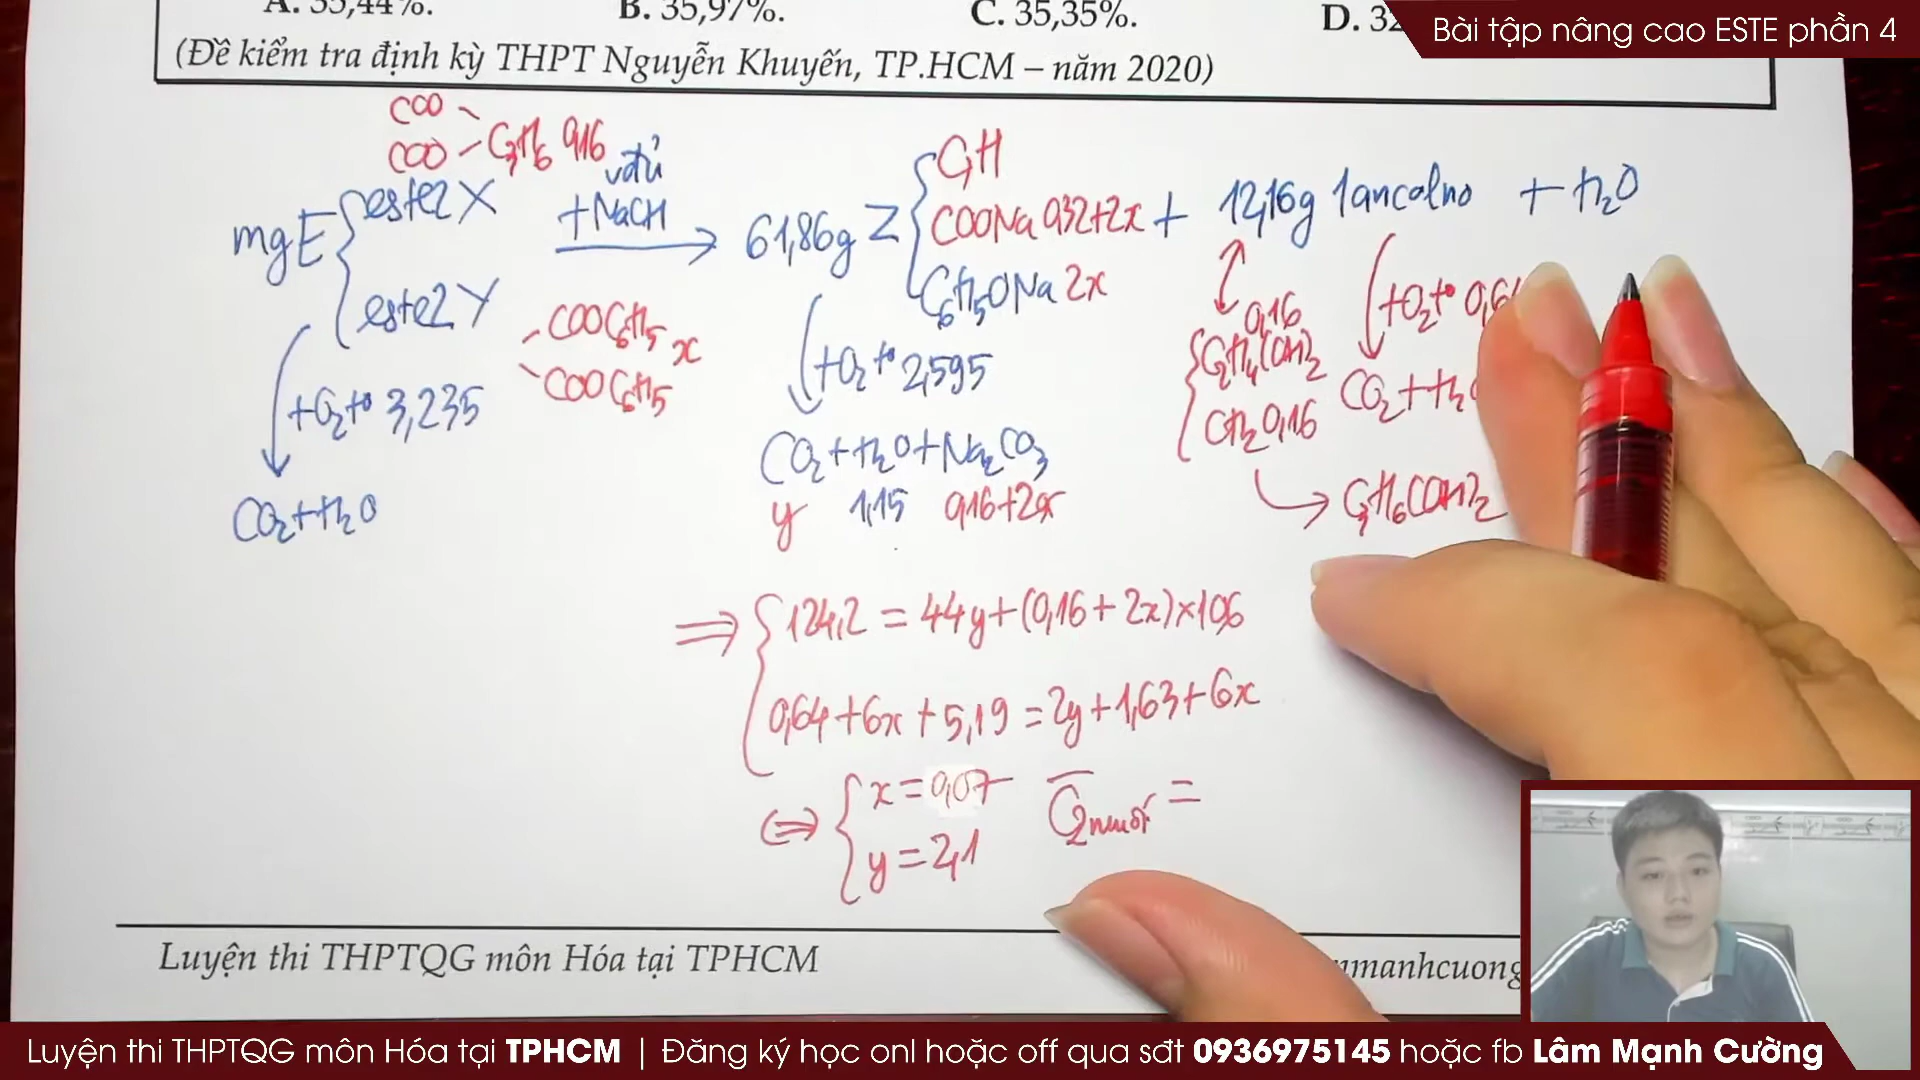 A. 35,44%. B. 35,97%. C. 35,35%. D. 32
Bài tập nâng cao ESTE phần 4
(Đề kiểm tra định kỳ THPT Nguyễn Khuyến, TP.HCM – năm 2020)
COO
COO C3H6 0,16
vđủ
mgE este2 X +NaOH 61,86g Z CH + 12,16g 1 ancol no + H2O
COONa 0,32+2x
C6H5ONa 2x
este2 Y
COOC6H5 x
COOC6H5
+O2 t° 3,235
CO2 + H2O
+O2 t° 2,595
CO2 + H2O + Na2CO3
y 1,15 0,16+2x
0,16
C2H4(OH)2
CH2 0,16
+O2 t° 0,64
CO2 + H2O
C3H6(OH)2
⇒ 124,2 = 44y + (0,16 + 2x) × 106
0,64 + 6x + 5,19 = 2y + 1,63 + 6x
⇔ x = 0,07 C 2 muối =
y = 2,1
Luyện thi THPTQG môn Hóa tại TPHCM
mmanhcuong
Luyện thi THPTQG môn Hóa tại TPHCM | Đăng ký học onl hoặc off qua sđt 0936975145 hoặc fb Lâm Mạnh Cường